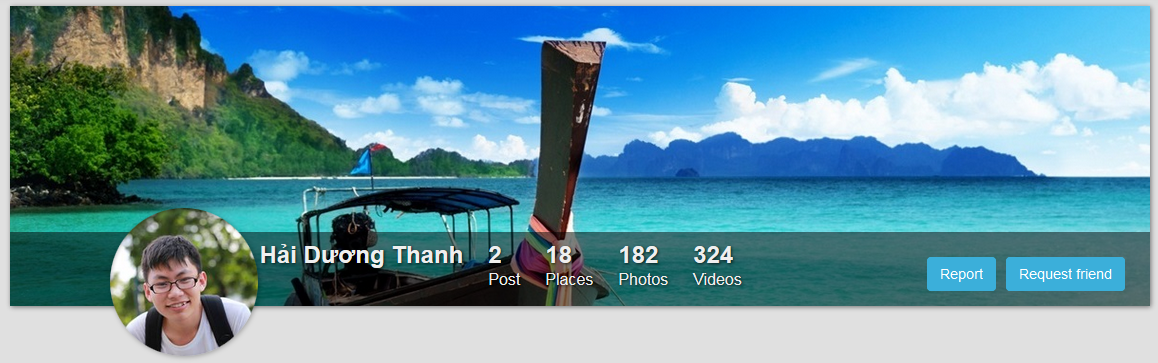 Hải Dương Thanh
2
Post
18
Places
182
Photos
324
Videos
Report
Request friend